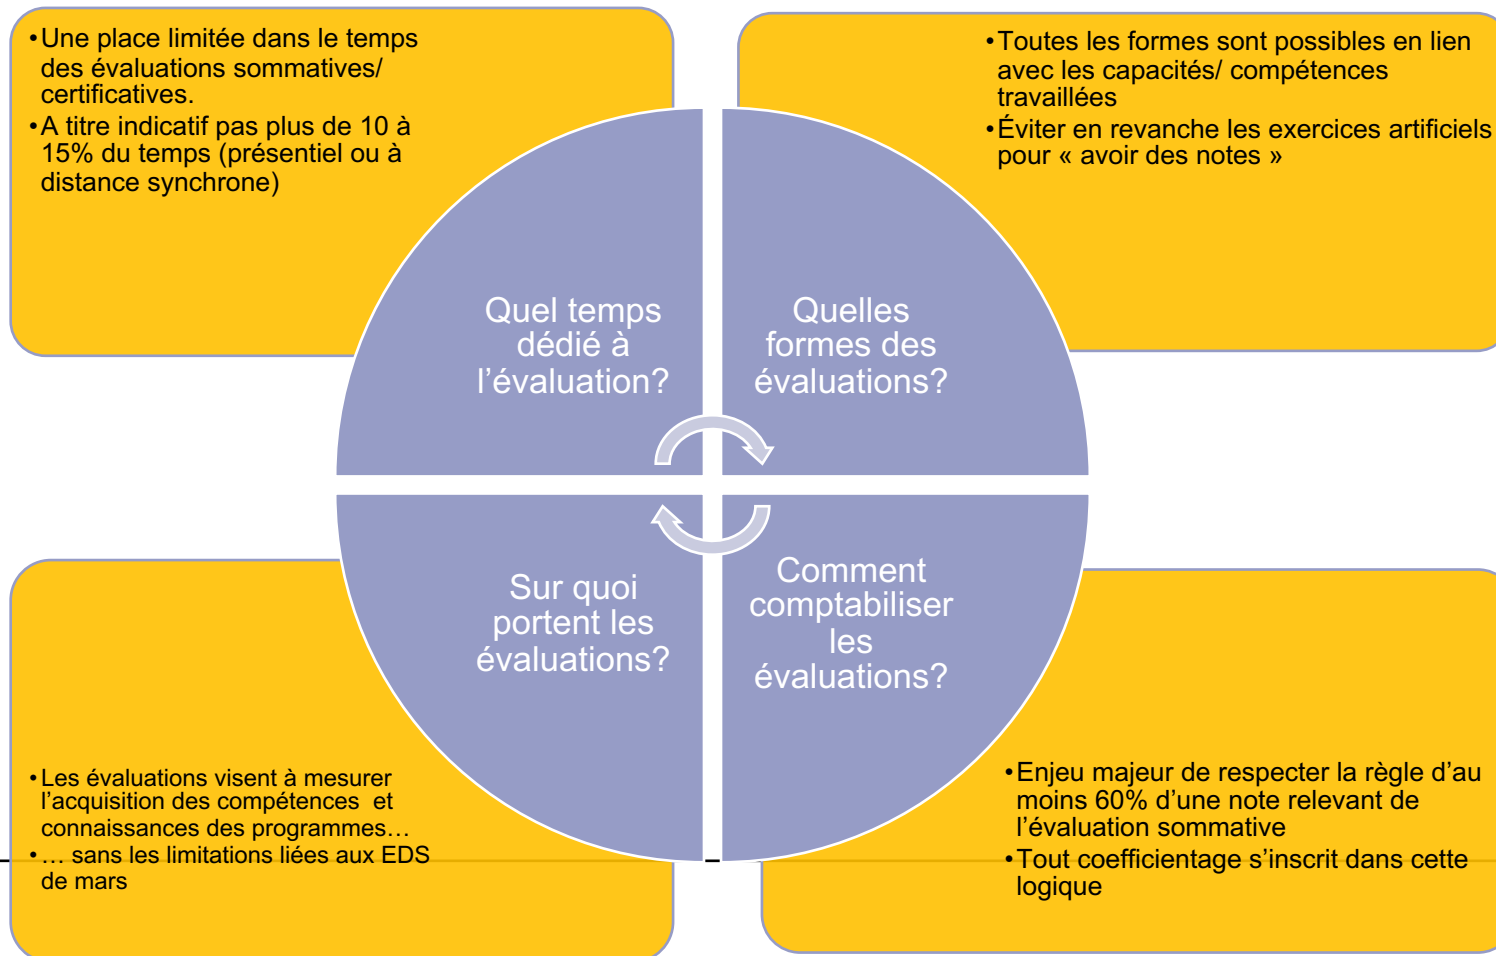 •Une place limitée dans le temps
des évaluations sommatives/
certificatives.
•A titre indicatif pas plus de 10 à
15% du temps (présentiel ou à
distance synchrone)
•Toutes les formes sont possibles en lien
avec les capacités/ compétences
travaillées
•Éviter en revanche les exercices artificiels
pour « avoir des notes »
Quel temps
dédié à
l’évaluation?
Quelles
formes des
évaluations?
Sur quoi
portent les
évaluations?
Comment
comptabiliser
les
évaluations?
•Les évaluations visent à mesurer
l’acquisition des compétences et
connaissances des programmes…
•… sans les limitations liées aux EDS
de mars
•Enjeu majeur de respecter la règle d’au
moins 60% d’une note relevant de
l’évaluation sommative
•Tout coefficientage s’inscrit dans cette
logique